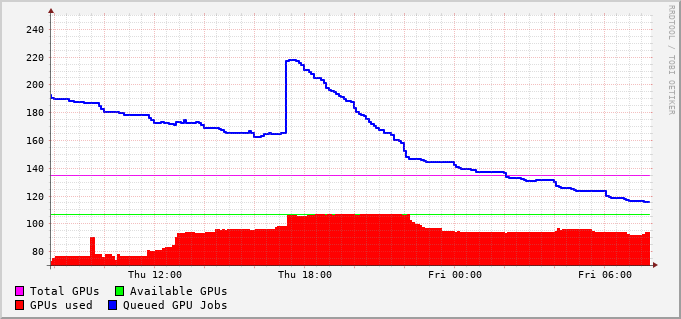 240
220
200
180
160
140
120
100
80
Thu 12:00 Thu 18:00 Fri 00:00 Fri 06:00
Total GPUs Available GPUs
GPUs used Queued GPU Jobs
RRDTOOL / TOBI OETIKER